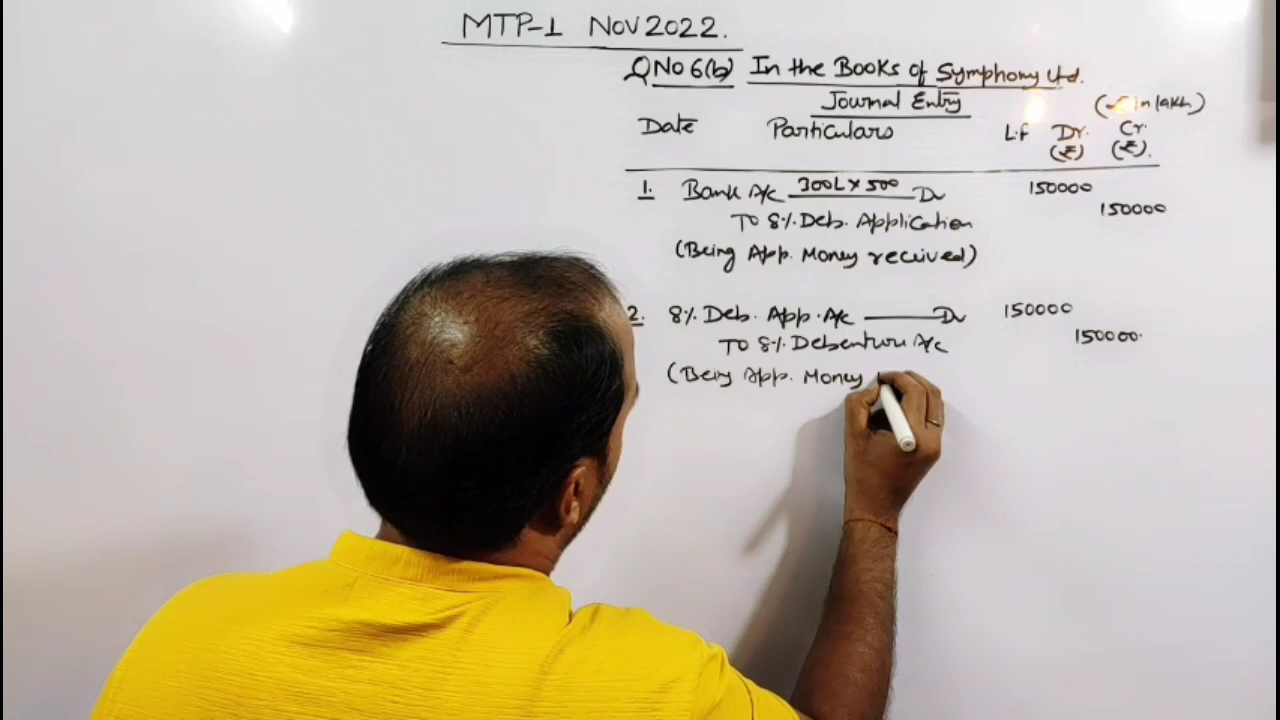 MTP-1 NOV 2022.
Q No 6(b) In the Books of Symphony Ltd.
Journal Entry
(₹ in lakh)
Date Particulars L.f Dr. (₹) Cr. (₹).
1. Bank A/c 300L x 500 Dr 150000
To 8% Deb. Application 150000
(Being App. Money received)
2. 8% Deb. App. A/c Dr 150000
To 8% Debenture A/c 150000.
(Being App. Money